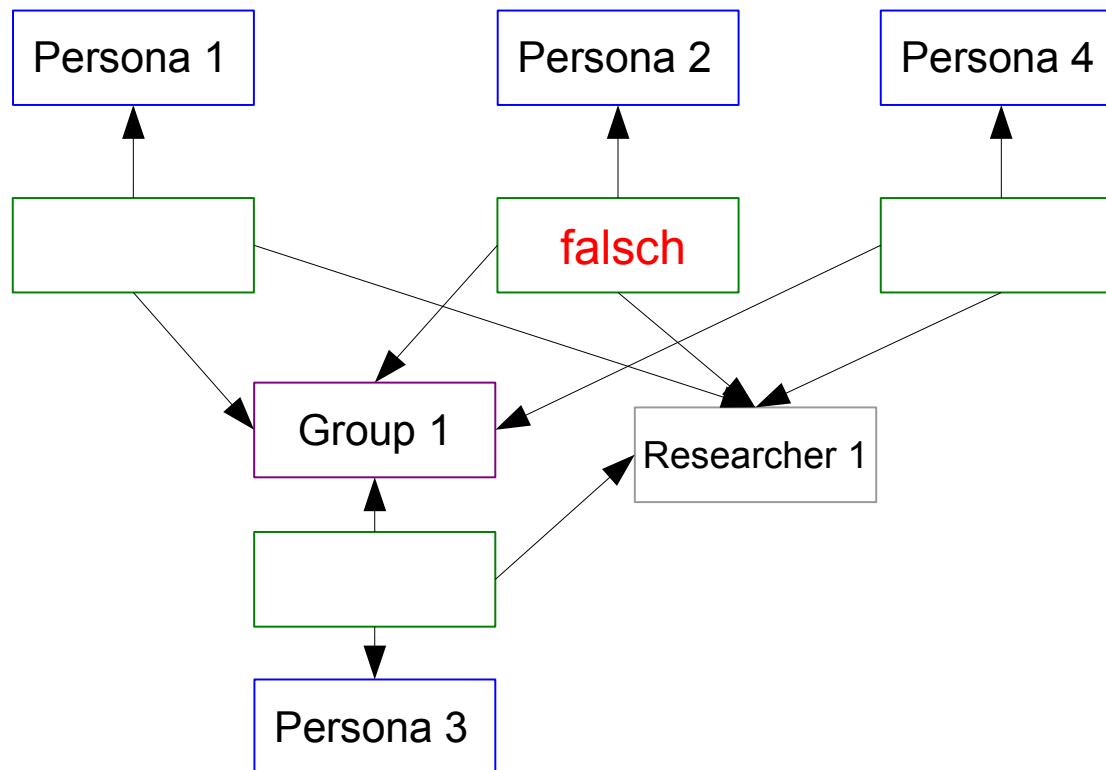 Persona 1
Persona 2
Persona 4
falsch
Group 1
Researcher 1
Persona 3